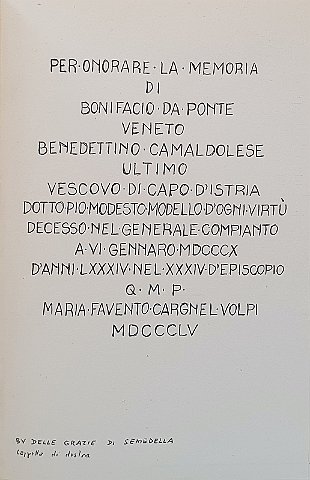 PER·ONORARE·LA·MEMORIA
DI
BONIFACIO·DA·PONTE
VENETO
BENEDETTINO·CAMALDOLESE
ULTIMO
VESCOVO·DI·CAPO·D'ISTRIA
DOTTO·PIO·MODESTO·MODELLO·D'OGNI·VIRTÙ
DECESSO·NEL·GENERALE·COMPIANTO
A·VI·GENNARO·MDCCCX
D'ANNI·LXXXIV·NEL·XXXIV·D'EPISCOPIO
Q·M·P·
MARIA·FAVENTO·CARGNEL·VOLPI
MDCCCLV
BV DELLE GRAZIE DI SEMEDELLA
cappella di destra